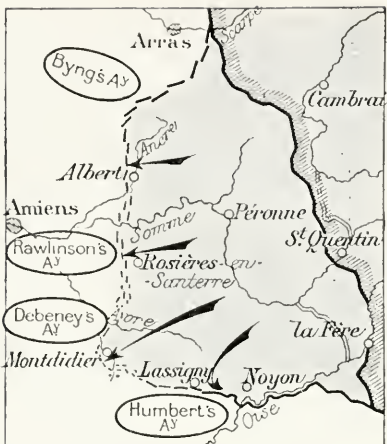 Arras
Scarpe
Byng's
Ay
Cambrai
Ancre
Albert
Amiens
Somme
Péronne
Rawlinson's
Ay
St Quentin
Rosières-en-
Santerre
Debeney's
Ay
Avre
la Fère
Montdidier
Lassigny
Noyon
Humbert's
Ay
Oise